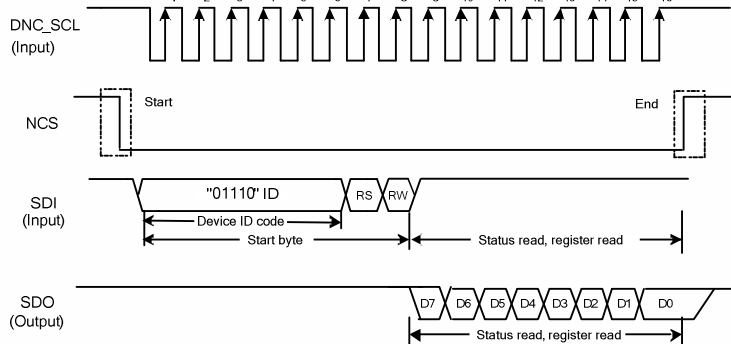 DNC_SCL
(Input)
NCS
Start
End
SDI
(Input)
"01110" ID
RS
RW
Device ID code
Start byte
Status read, register read
SDO
(Output)
D7
D6
D5
D4
D3
D2
D1
D0
Status read, register read